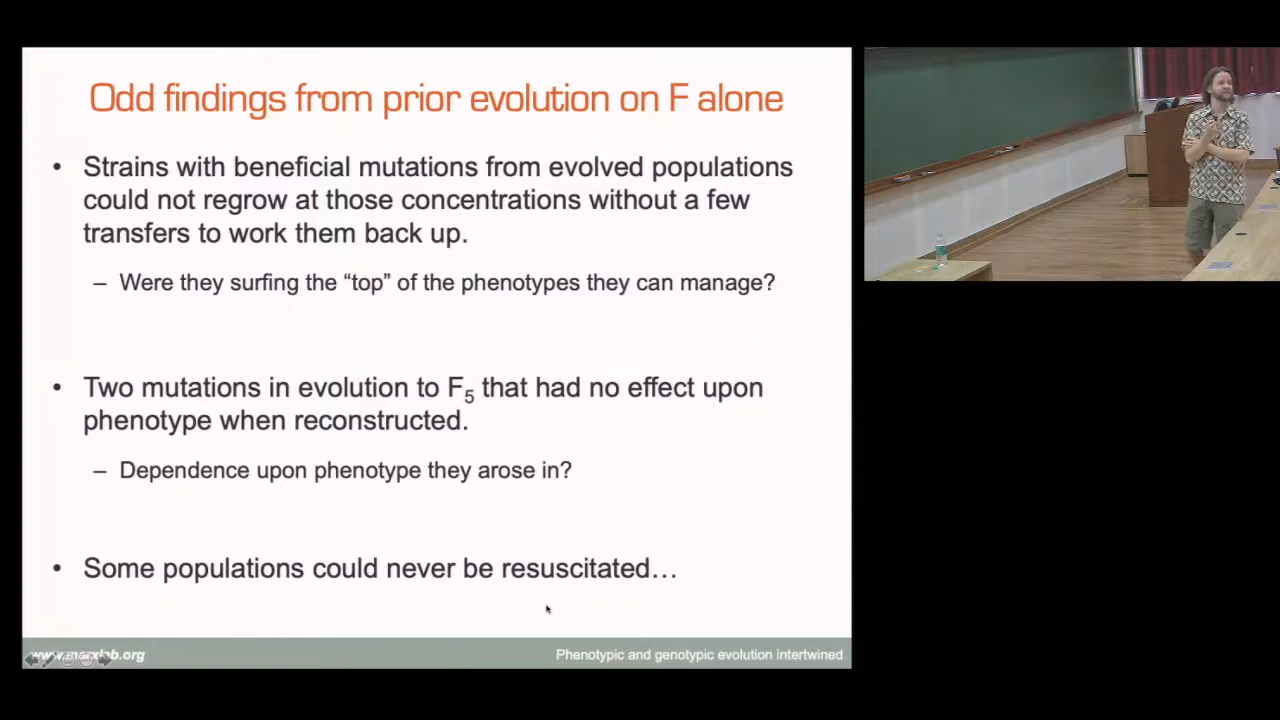 Odd findings from prior evolution on F alone
• Strains with beneficial mutations from evolved populations
could not regrow at those concentrations without a few
transfers to work them back up.
– Were they surfing the “top” of the phenotypes they can manage?
• Two mutations in evolution to F5 that had no effect upon
phenotype when reconstructed.
– Dependence upon phenotype they arose in?
• Some populations could never be resuscitated…
www.marxlab.org
Phenotypic and genotypic evolution intertwined